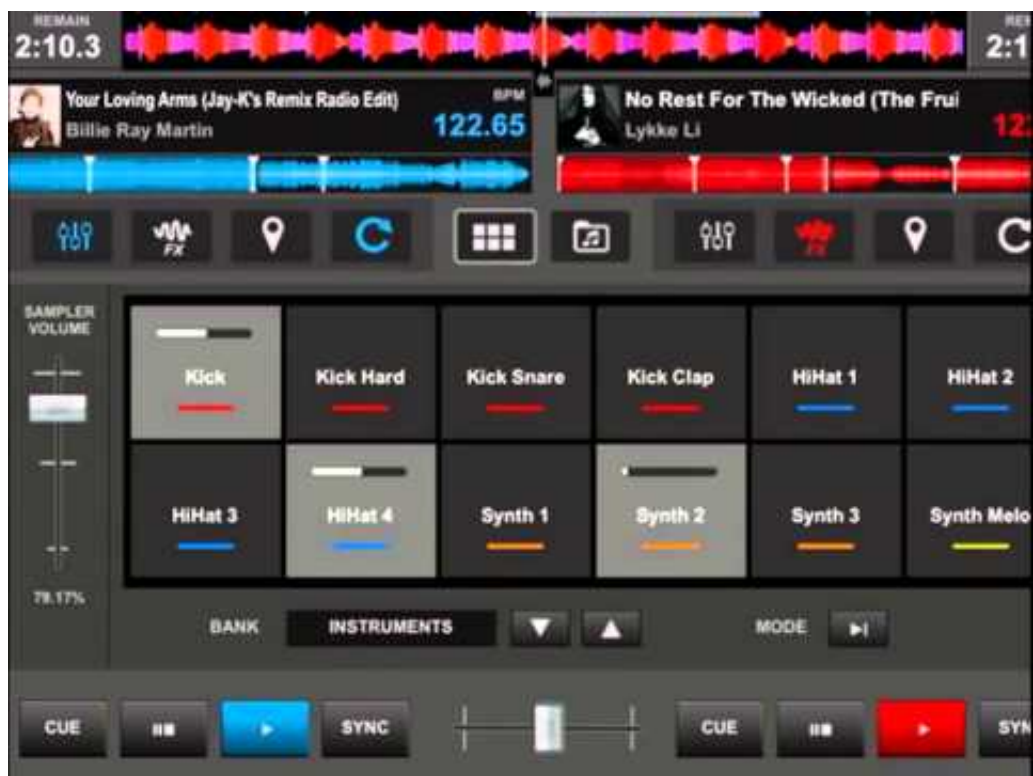 REMAIN
2:10.3
2:1
Your Loving Arms (Jay-K's Remix Radio Edit)
BPM
Billie Ray Martin
122.65
No Rest For The Wicked (The Frui
Lykke Li
12
FX
FX
SAMPLER
VOLUME
Kick
Kick Hard
Kick Snare
Kick Clap
HiHat 1
HiHat 2
HiHat 3
HiHat 4
Synth 1
Synth 2
Synth 3
Synth Melo
79.17%
BANK
INSTRUMENTS
MODE
CUE
SYNC
CUE
SYN